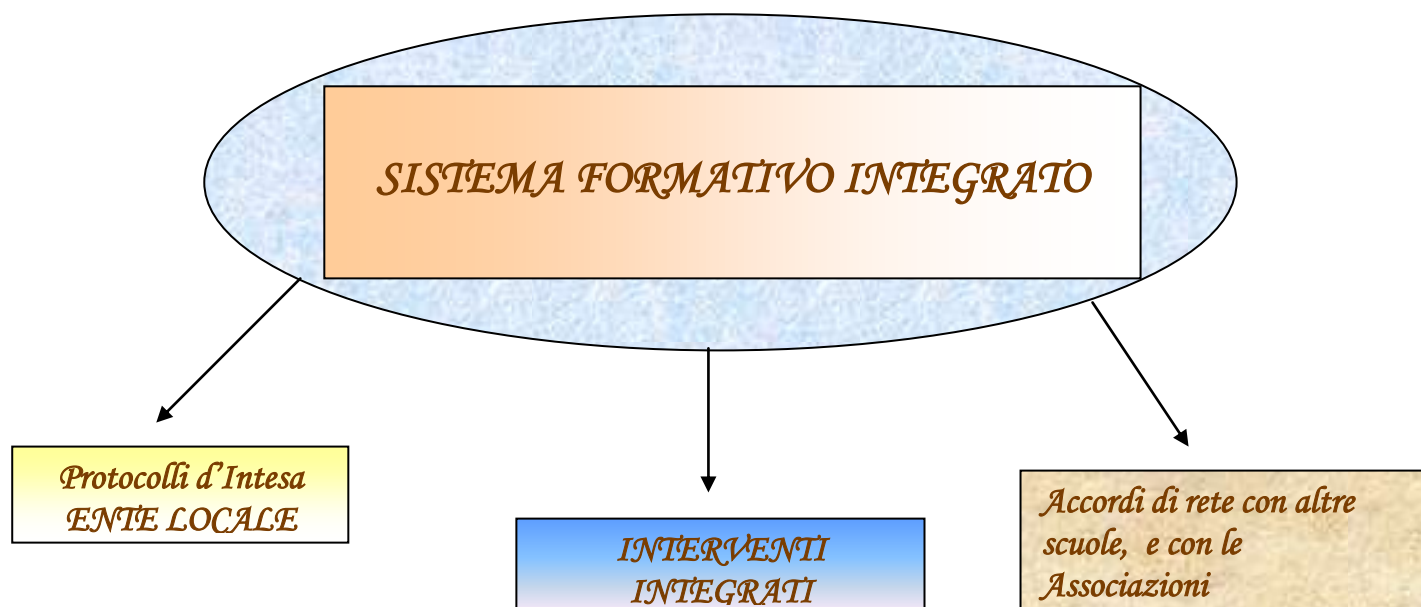 SISTEMA FORMATIVO INTEGRATO
Protocolli d'Intesa
ENTE LOCALE
INTERVENTI
INTEGRATI
Accordi di rete con altre
scuole, e con le
Associazioni